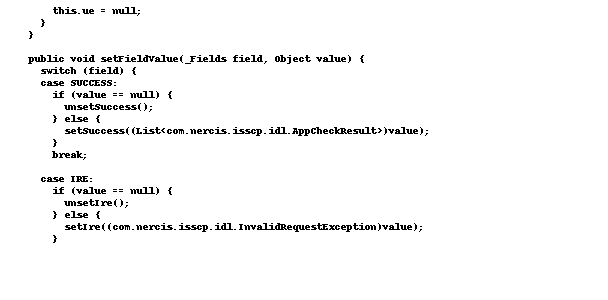 this.ue = null;
}
}
public void setFieldValue(_Fields field, Object value) {
switch (field) {
case SUCCESS:
if (value == null) {
unsetSuccess();
} else {
setSuccess((List<com.nercis.isscp.idl.AppCheckResult>)value);
}
break;
case IRE:
if (value == null) {
unsetIre();
} else {
setIre((com.nercis.isscp.idl.InvalidRequestException)value);
}